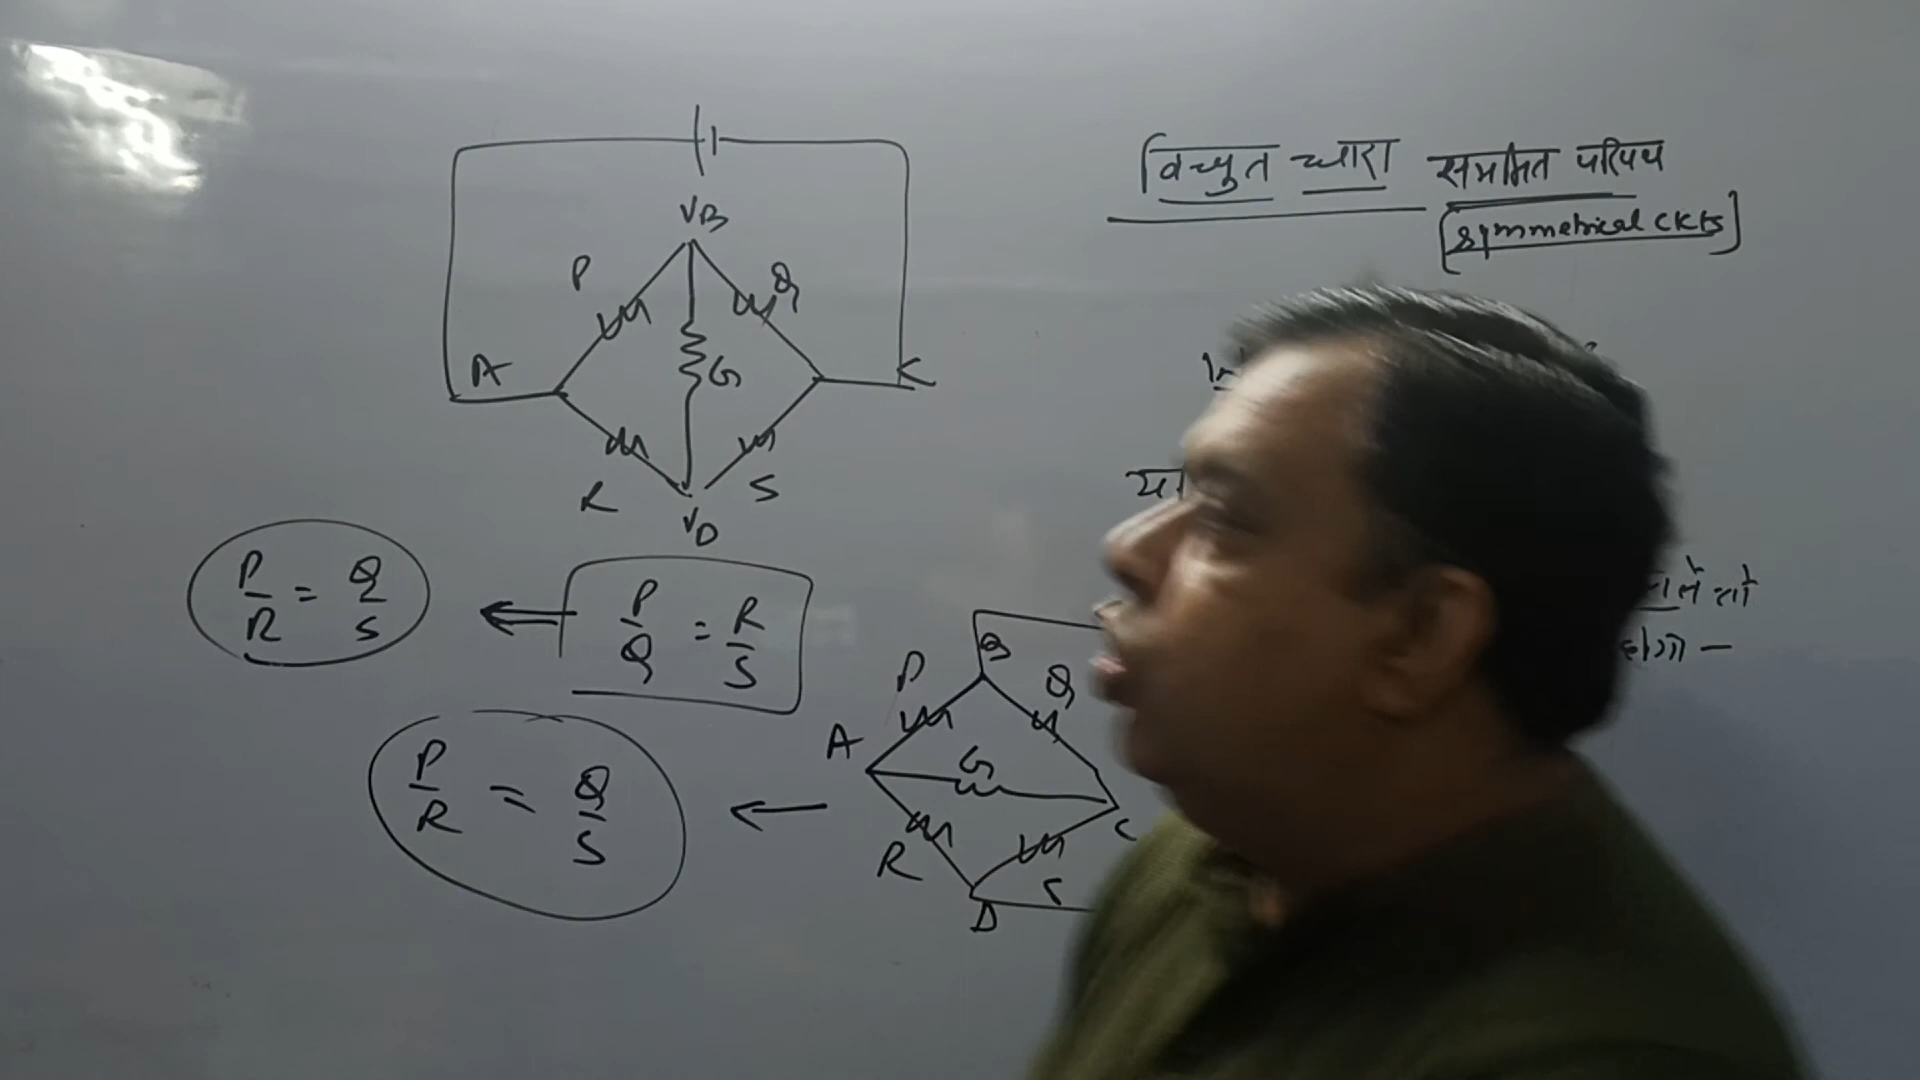 विद्युत धारा समामित परिपथ
[symmetrical ckts]
VB
P
Q
A
G
C
R
S
VD
P/R = Q/S
P/Q = R/S
B
P
Q
A
G
C
R
S
D
P/R = Q/S